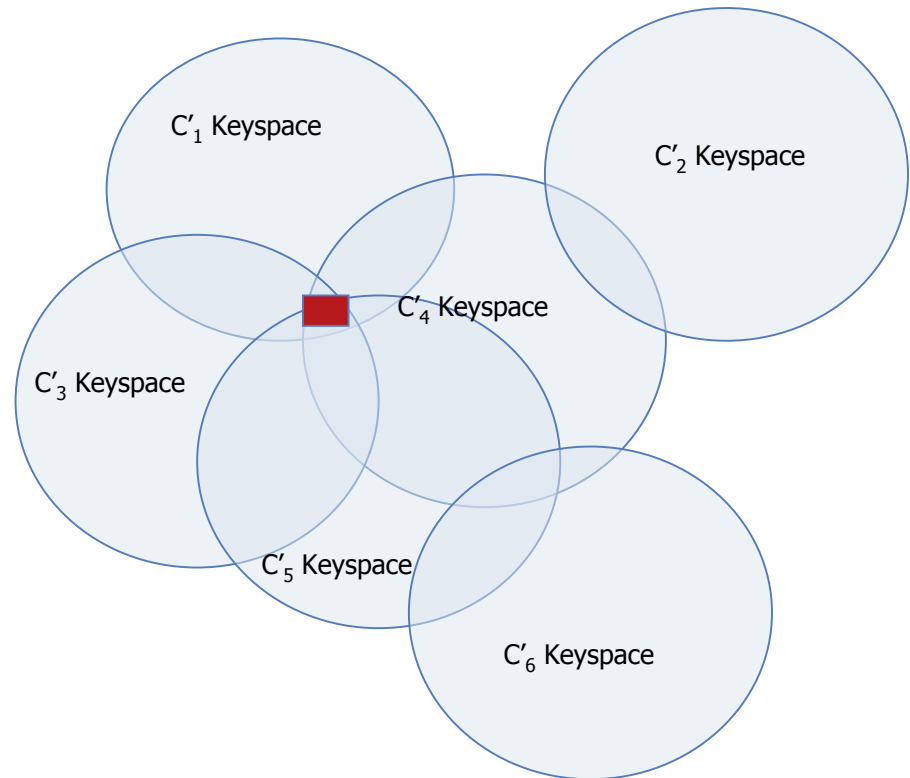 C′₁ Keyspace
C′₂ Keyspace
C′₄ Keyspace
C′₃ Keyspace
C′₅ Keyspace
C′₆ Keyspace